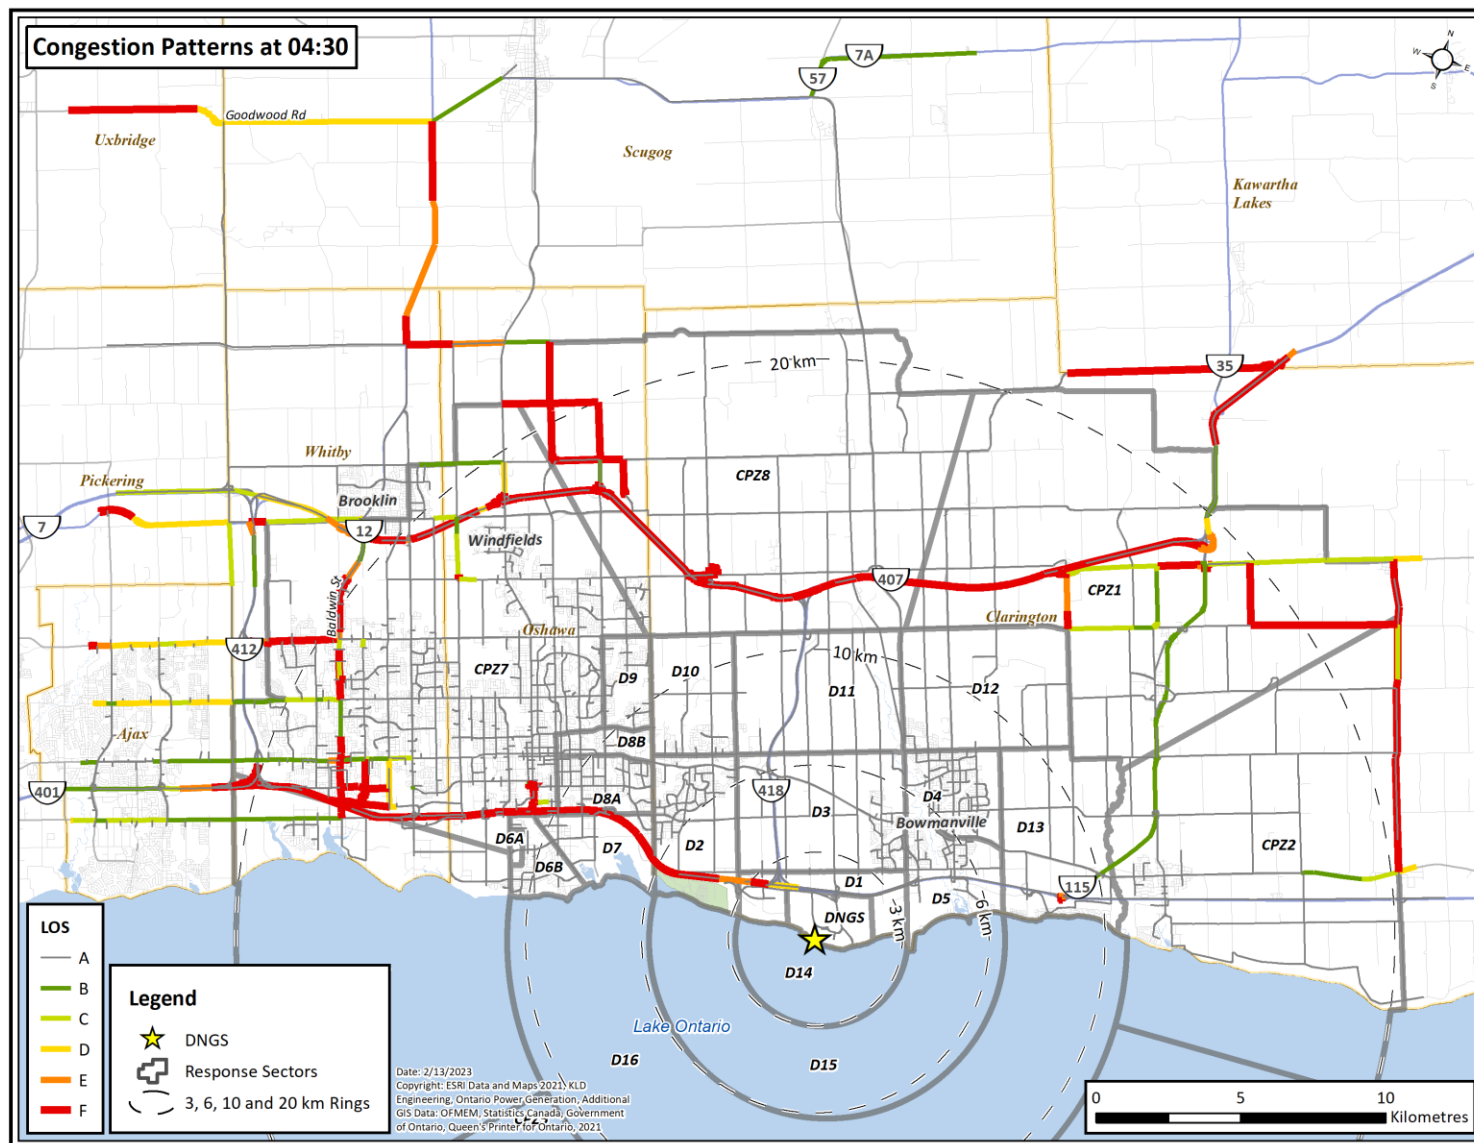 Congestion Patterns at 04:30
N
W
E
S
7A
57
Goodwood Rd
Uxbridge
Scugog
Kawartha
Lakes
20 km
35
Whitby
Pickering
CPZ8
Brooklin
7
12
Windfields
407
CPZ1
Baldwin St
Clarington
Oshawa
412
10 km
CPZ7
D9
D10
D11
D12
Ajax
D8B
401
418
D8A
D3
D4
Bowmanville
D13
D6A
D7
D2
CPZ2
D6B
D1
115
D5
DNGS
3 km
6 km
D14
Lake Ontario
D16
D15
LOS
A
B
C
D
E
F
Legend
DNGS
Response Sectors
3, 6, 10 and 20 km Rings
Date: 2/13/2023
Copyright: ESRI Data and Maps 2021, KLD
Engineering, Ontario Power Generation, Additional
GIS Data: OFMEM, Statistics Canada, Government
of Ontario, Queen's Printer for Ontario, 2021
0
5
10
Kilometres